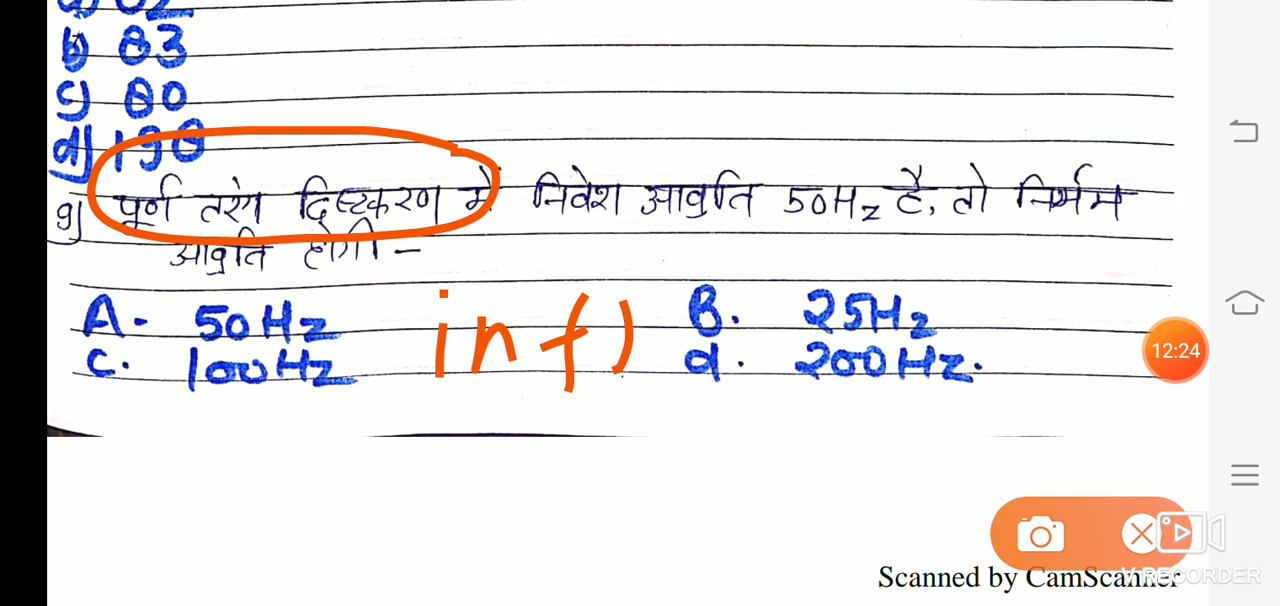 b) 83
c) 80
d) 198
9) पूर्ण तरंग दिष्टकरण में निवेश आवृति 50Hz है, तो निर्गम
आवृति होगी -
A. 50Hz B. 25Hz
in f)
C. 100Hz d. 200Hz.
12:24
V RECORDER
Scanned by CamScanner